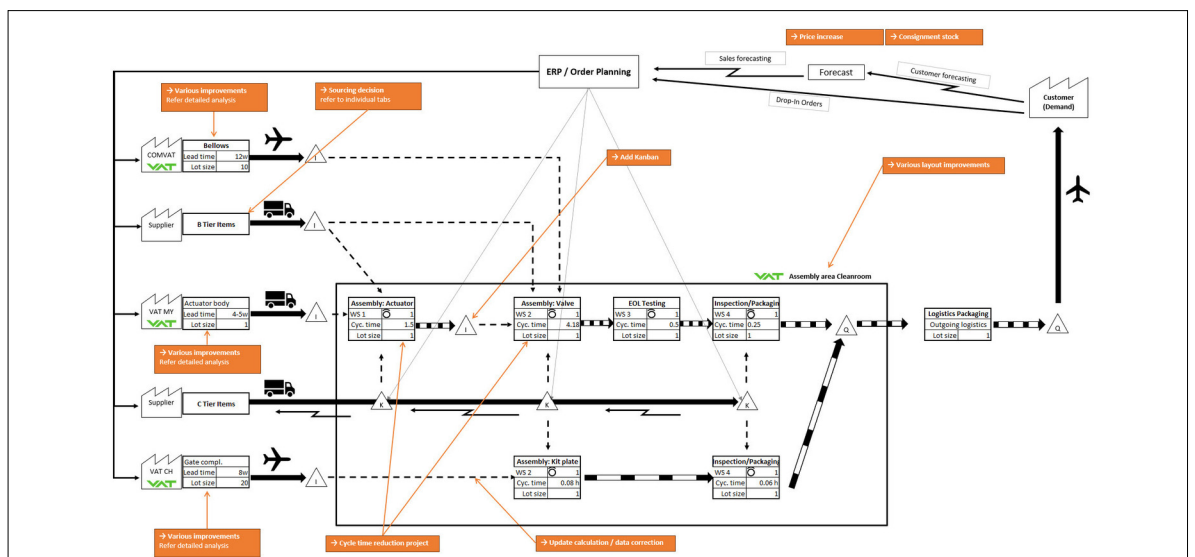 → Price increase
→ Consignment stock
Sales forecasting
ERP / Order Planning
Forecast
Customer forecasting
Drop-In Orders
Customer
(Demand)
→ Various improvements
Refer detailed analysis
→ Sourcing decision
refer to individual tabs
COMVAT
VAT
Bellows
Lead time 12w
Lot size 10
I
→ Add Kanban
→ Various layout improvements
Supplier
B Tier Items
I
VAT Assembly area Cleanroom
VAT MY
VAT
Actuator body
Lead time 4-5w
Lot size 1
I
Assembly: Actuator
WS 1 1
Cyc. time 1.5
Lot size 1
I
Assembly: Valve
WS 2 1
Cyc. time 4.18
Lot size 1
EOL Testing
WS 3 1
Cyc. time 0.5
Lot size 1
Inspection/Packaging
WS 4 1
Cyc. time 0.25
Lot size 1
Q
Logistics Packaging
Outgoing logistics
Lot size 1
Q
→ Various improvements
Refer detailed analysis
Supplier
C Tier Items
K
K
K
VAT CH
VAT
Gate compl.
Lead time 8w
Lot size 20
I
Assembly: Kit plate
WS 2 1
Cyc. time 0.08 h
Lot size 1
Inspection/Packaging
WS 4 1
Cyc. time 0.06 h
Lot size 1
→ Various improvements
Refer detailed analysis
→ Cycle time reduction project
→ Update calculation / data correction